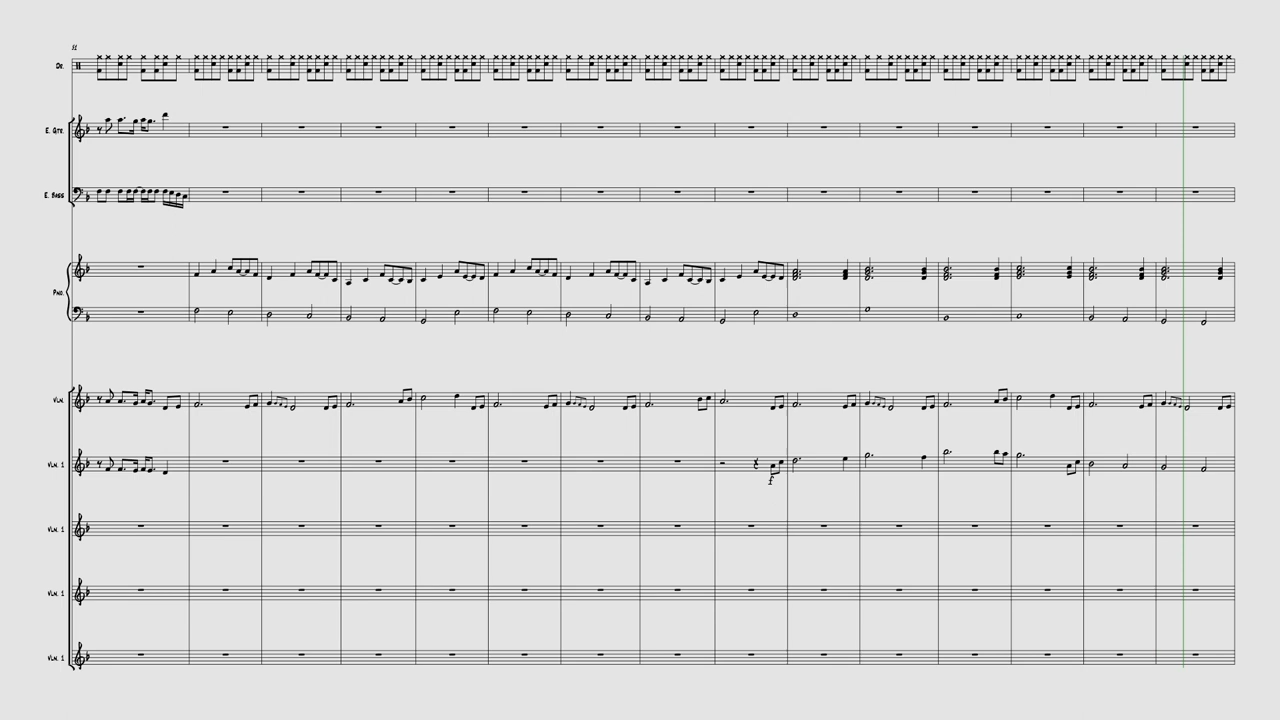 Dr.
E. Gtr.
E. Bass
Pno.
Vln.
Vln. 1
f
Vln. 1
Vln. 1
Vln. 1